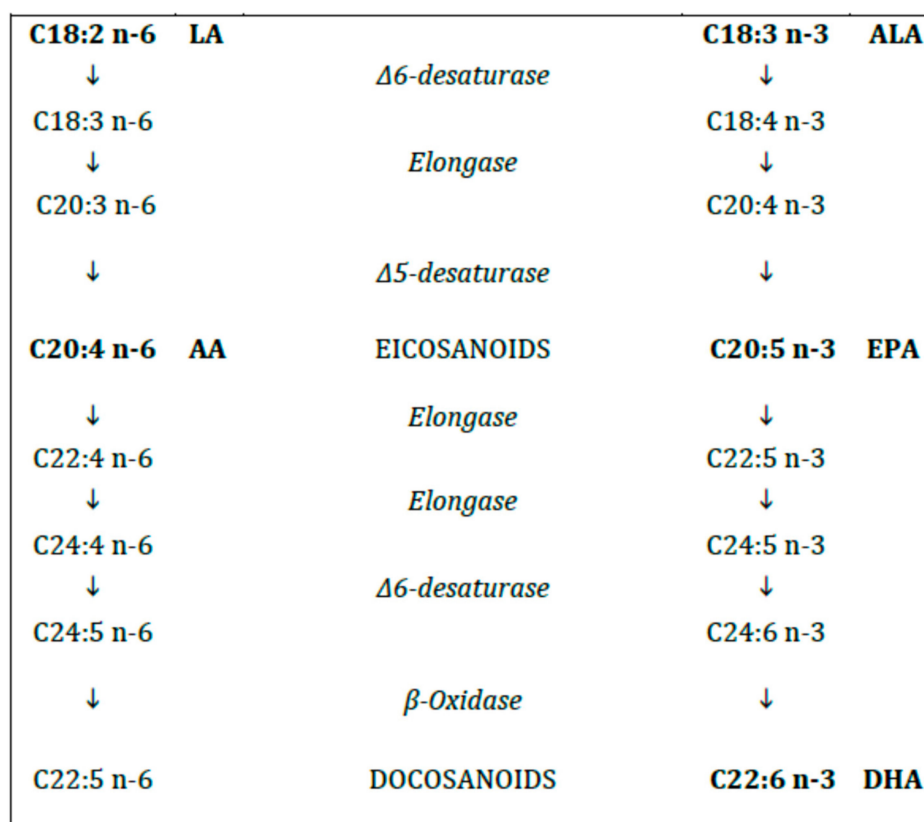 C18:2 n-6 LA C18:3 n-3 ALA
↓ Δ6-desaturase ↓
C18:3 n-6 C18:4 n-3
↓ Elongase ↓
C20:3 n-6 C20:4 n-3
↓ Δ5-desaturase ↓
C20:4 n-6 AA EICOSANOIDS C20:5 n-3 EPA
↓ Elongase ↓
C22:4 n-6 C22:5 n-3
↓ Elongase ↓
C24:4 n-6 C24:5 n-3
↓ Δ6-desaturase ↓
C24:5 n-6 C24:6 n-3
↓ β-Oxidase ↓
C22:5 n-6 DOCOSANOIDS C22:6 n-3 DHA